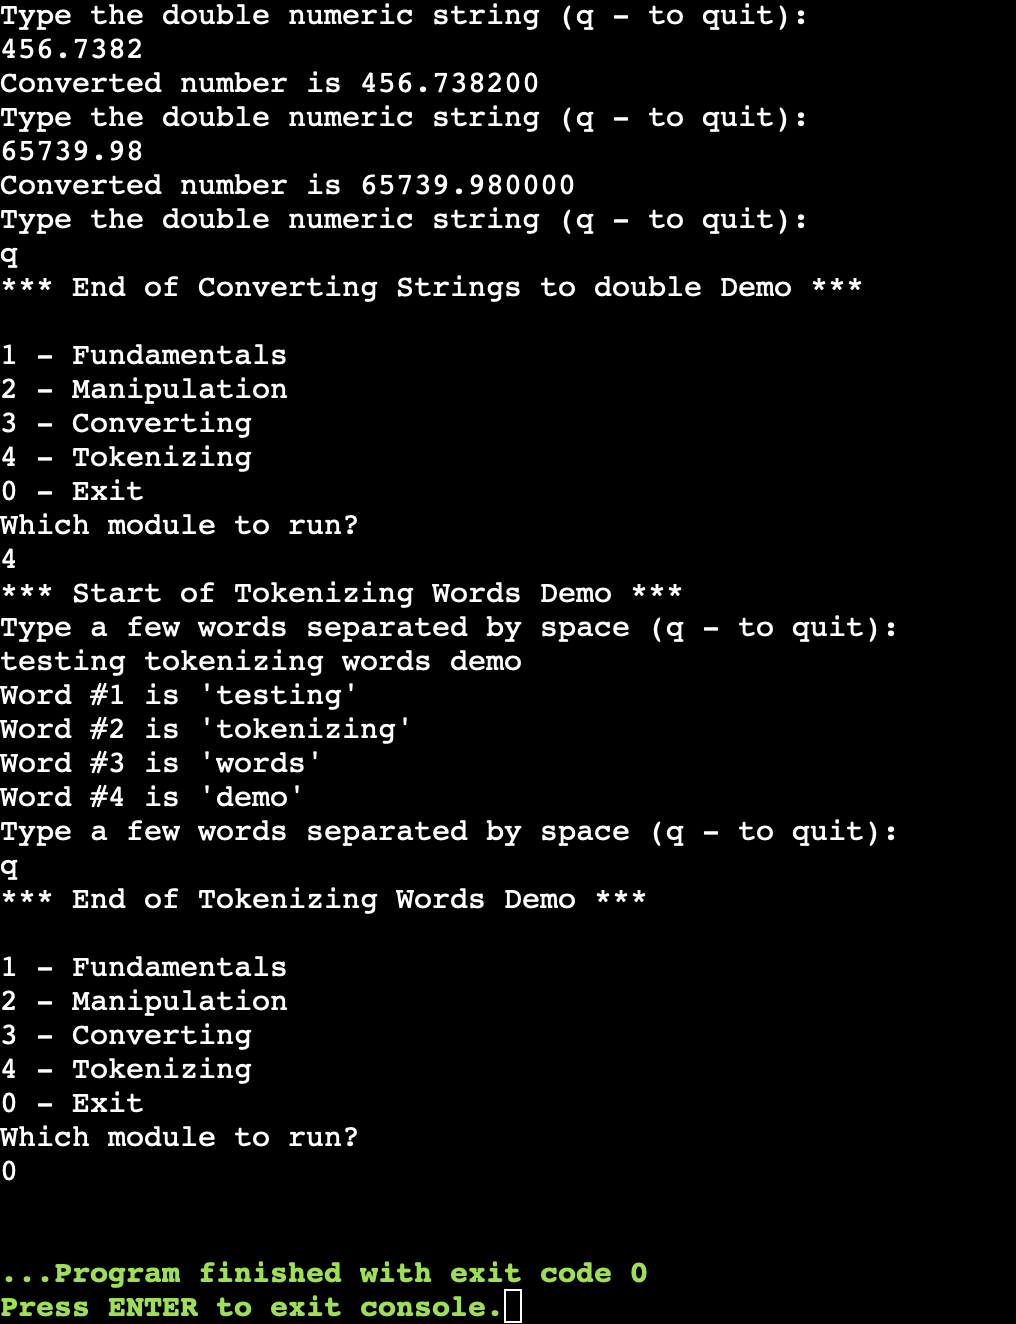 Type the double numeric string (q - to quit):
456.7382
Converted number is 456.738200
Type the double numeric string (q - to quit):
65739.98
Converted number is 65739.980000
Type the double numeric string (q - to quit):
q
*** End of Converting Strings to double Demo ***
1 - Fundamentals
2 - Manipulation
3 - Converting
4 - Tokenizing
0 - Exit
Which module to run?
4
*** Start of Tokenizing Words Demo ***
Type a few words separated by space (q - to quit):
testing tokenizing words demo
Word #1 is 'testing'
Word #2 is 'tokenizing'
Word #3 is 'words'
Word #4 is 'demo'
Type a few words separated by space (q - to quit):
q
*** End of Tokenizing Words Demo ***
1 - Fundamentals
2 - Manipulation
3 - Converting
4 - Tokenizing
0 - Exit
Which module to run?
0
...Program finished with exit code 0
Press ENTER to exit console.